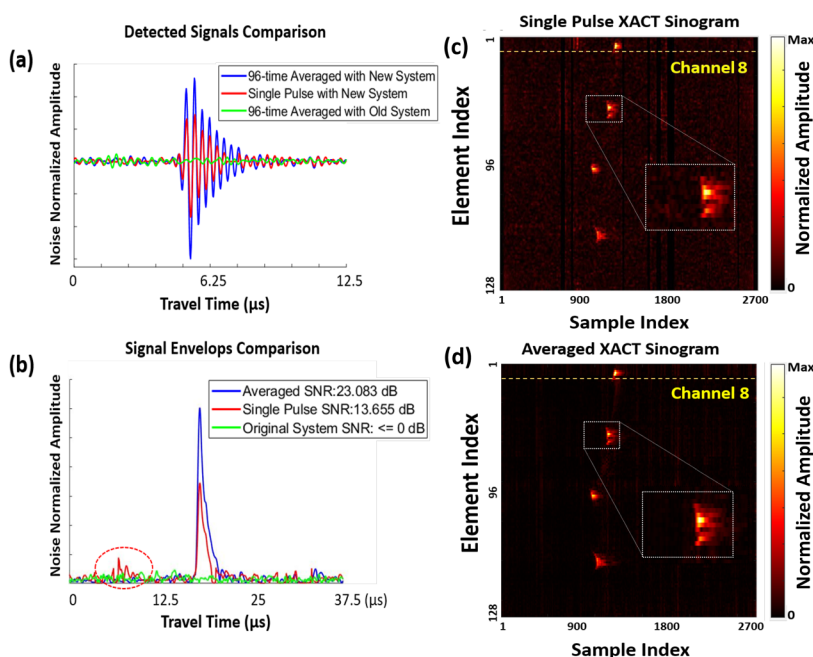 (a)
Detected Signals Comparison
Noise Normalized Amplitude
96-time Averaged with New System
Single Pulse with New System
96-time Averaged with Old System
0
6.25
12.5
Travel Time (µs)
(b)
Signal Envelops Comparison
Noise Normalized Amplitude
Averaged SNR:23.083 dB
Single Pulse SNR:13.655 dB
Original System SNR: <= 0 dB
0
12.5
25
37.5 (µs)
Travel Time (µs)
(c)
Single Pulse XACT Sinogram
Element Index
1
96
128
Channel 8
1
900
1800
2700
Sample Index
Max
0
Normalized Amplitude
(d)
Averaged XACT Sinogram
Element Index
1
96
128
Channel 8
1
900
1800
2700
Sample Index
Max
0
Normalized Amplitude